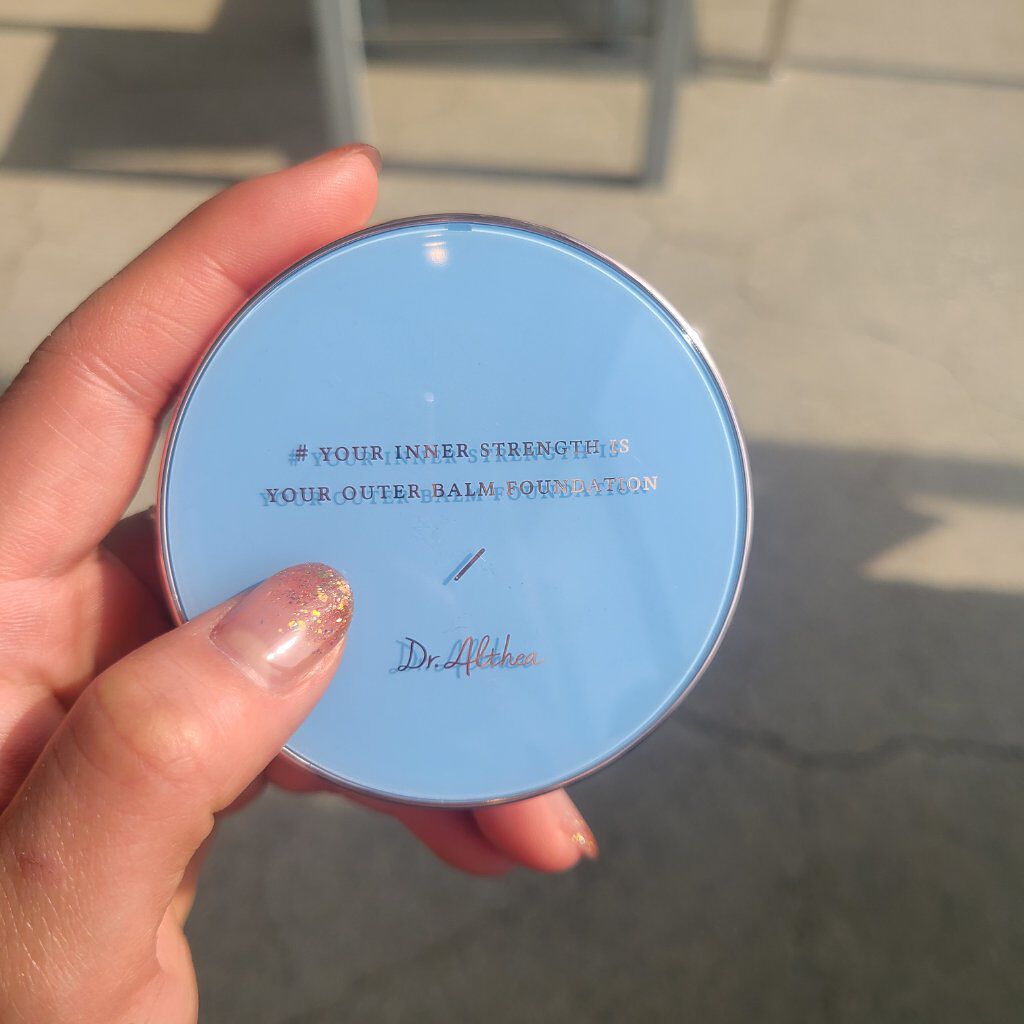 # YOUR INNER STRENGTH IS
YOUR OUTER BALM FOUNDATION
Dr. Althea